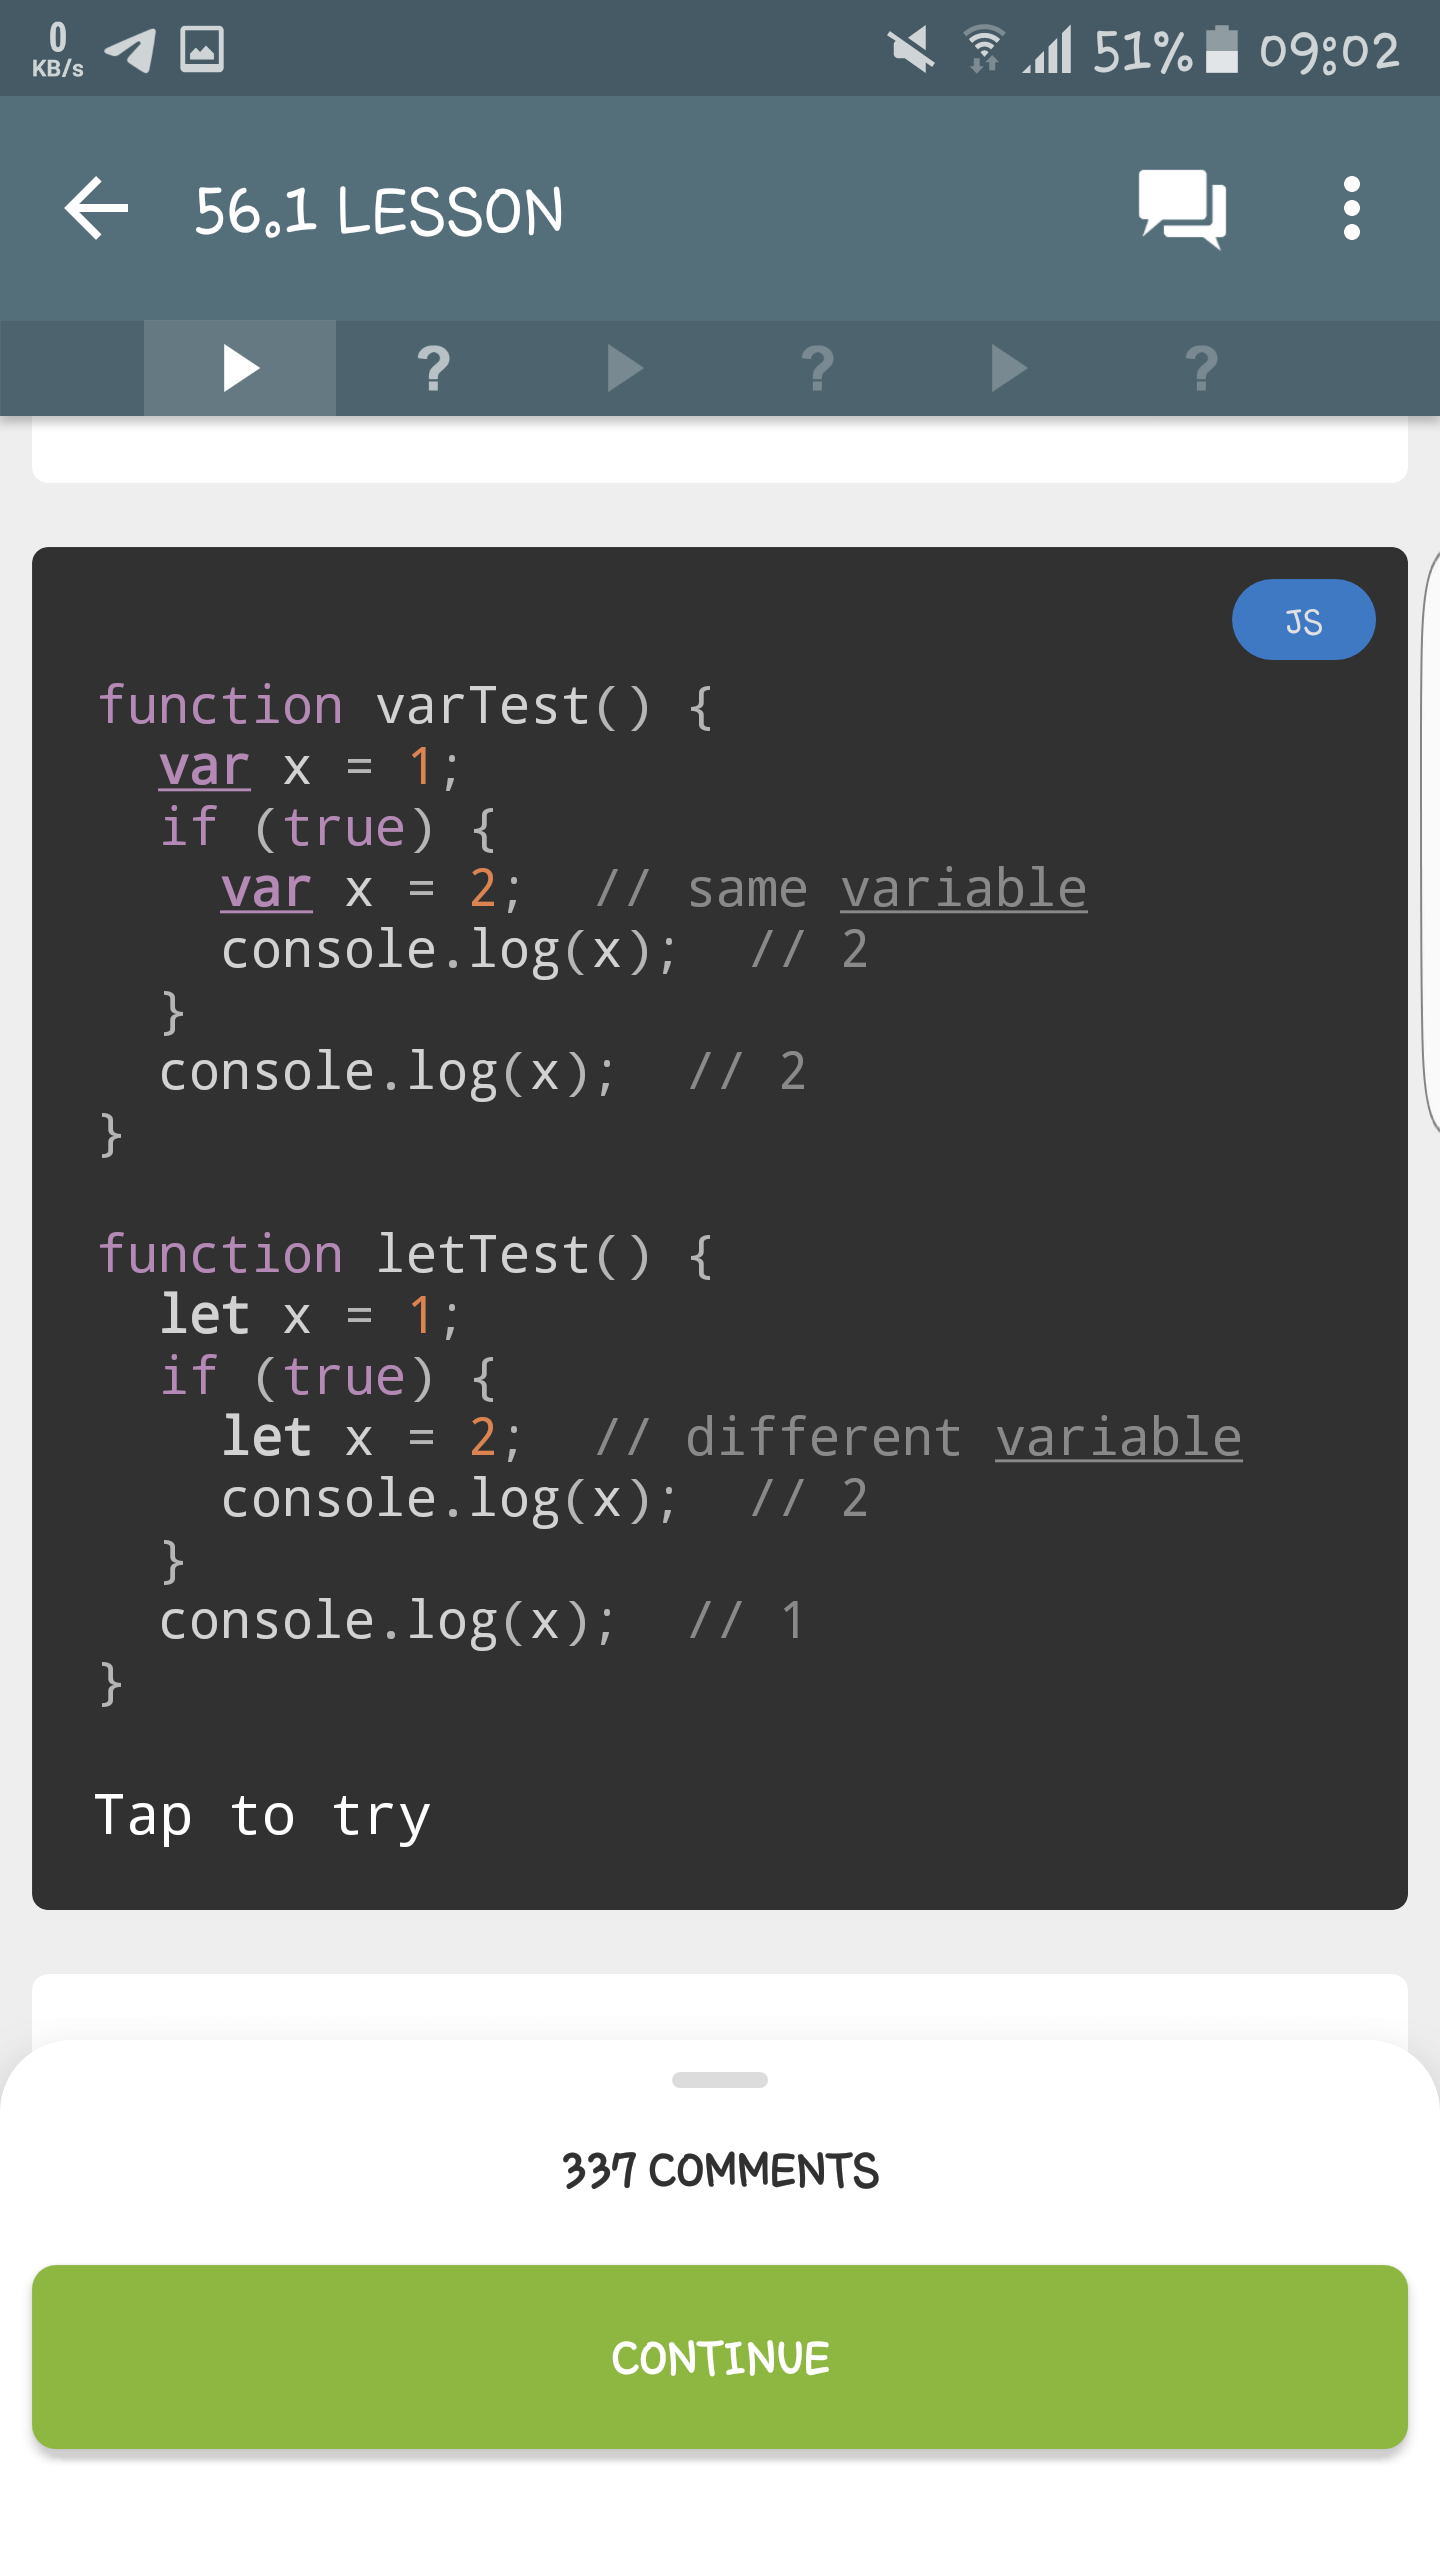 0
KB/s
51% 09:02
56.1 LESSON
? ? ?
JS
function varTest() {
  var x = 1;
  if (true) {
    var x = 2;  // same variable
    console.log(x);  // 2
  }
  console.log(x);  // 2
}
function letTest() {
  let x = 1;
  if (true) {
    let x = 2;  // different variable
    console.log(x);  // 2
  }
  console.log(x);  // 1
}
Tap to try
337 COMMENTS
CONTINUE